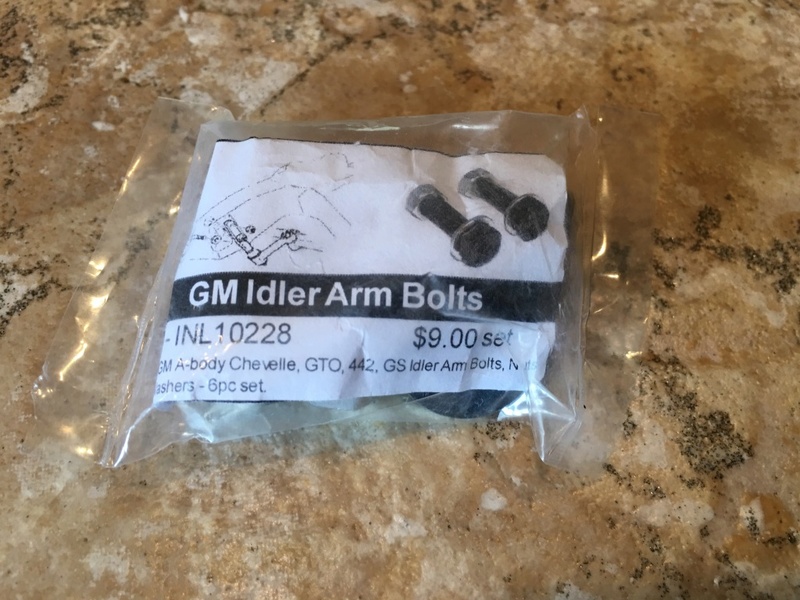 GM Idler Arm Bolts
-INL10228 $9.00 set
GM A-body Chevelle, GTO, 442, GS Idler Arm Bolts, Nuts
ashers - 6pc set.